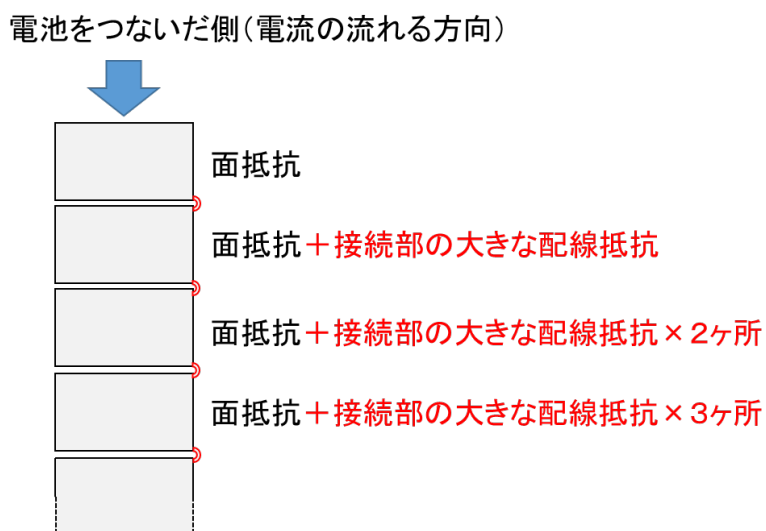 電池をつないだ側（電流の流れる方向）
面抵抗
面抵抗＋接続部の大きな配線抵抗
面抵抗＋接続部の大きな配線抵抗×２ヶ所
面抵抗＋接続部の大きな配線抵抗×３ヶ所